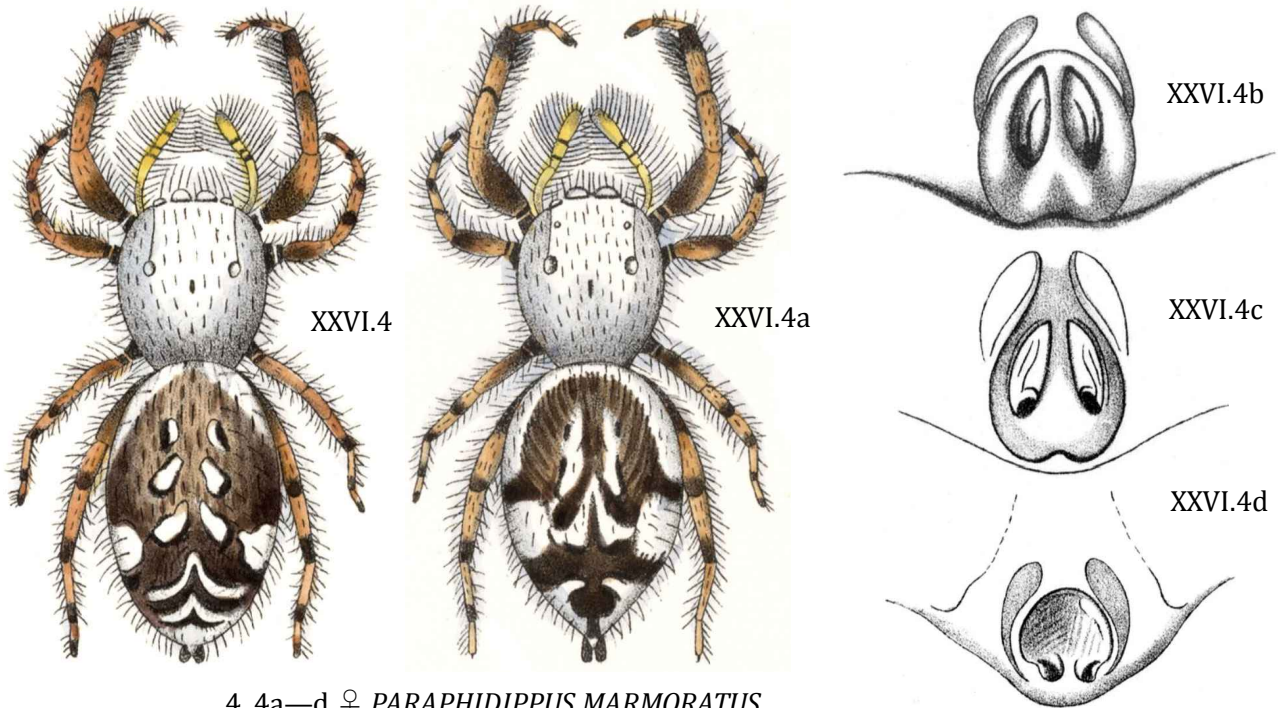 XXVI.4b
XXVI.4c
XXVI.4
XXVI.4a
XXVI.4d
4, 4a—d ♀ PARAPHIDIPPUS MARMORATUS